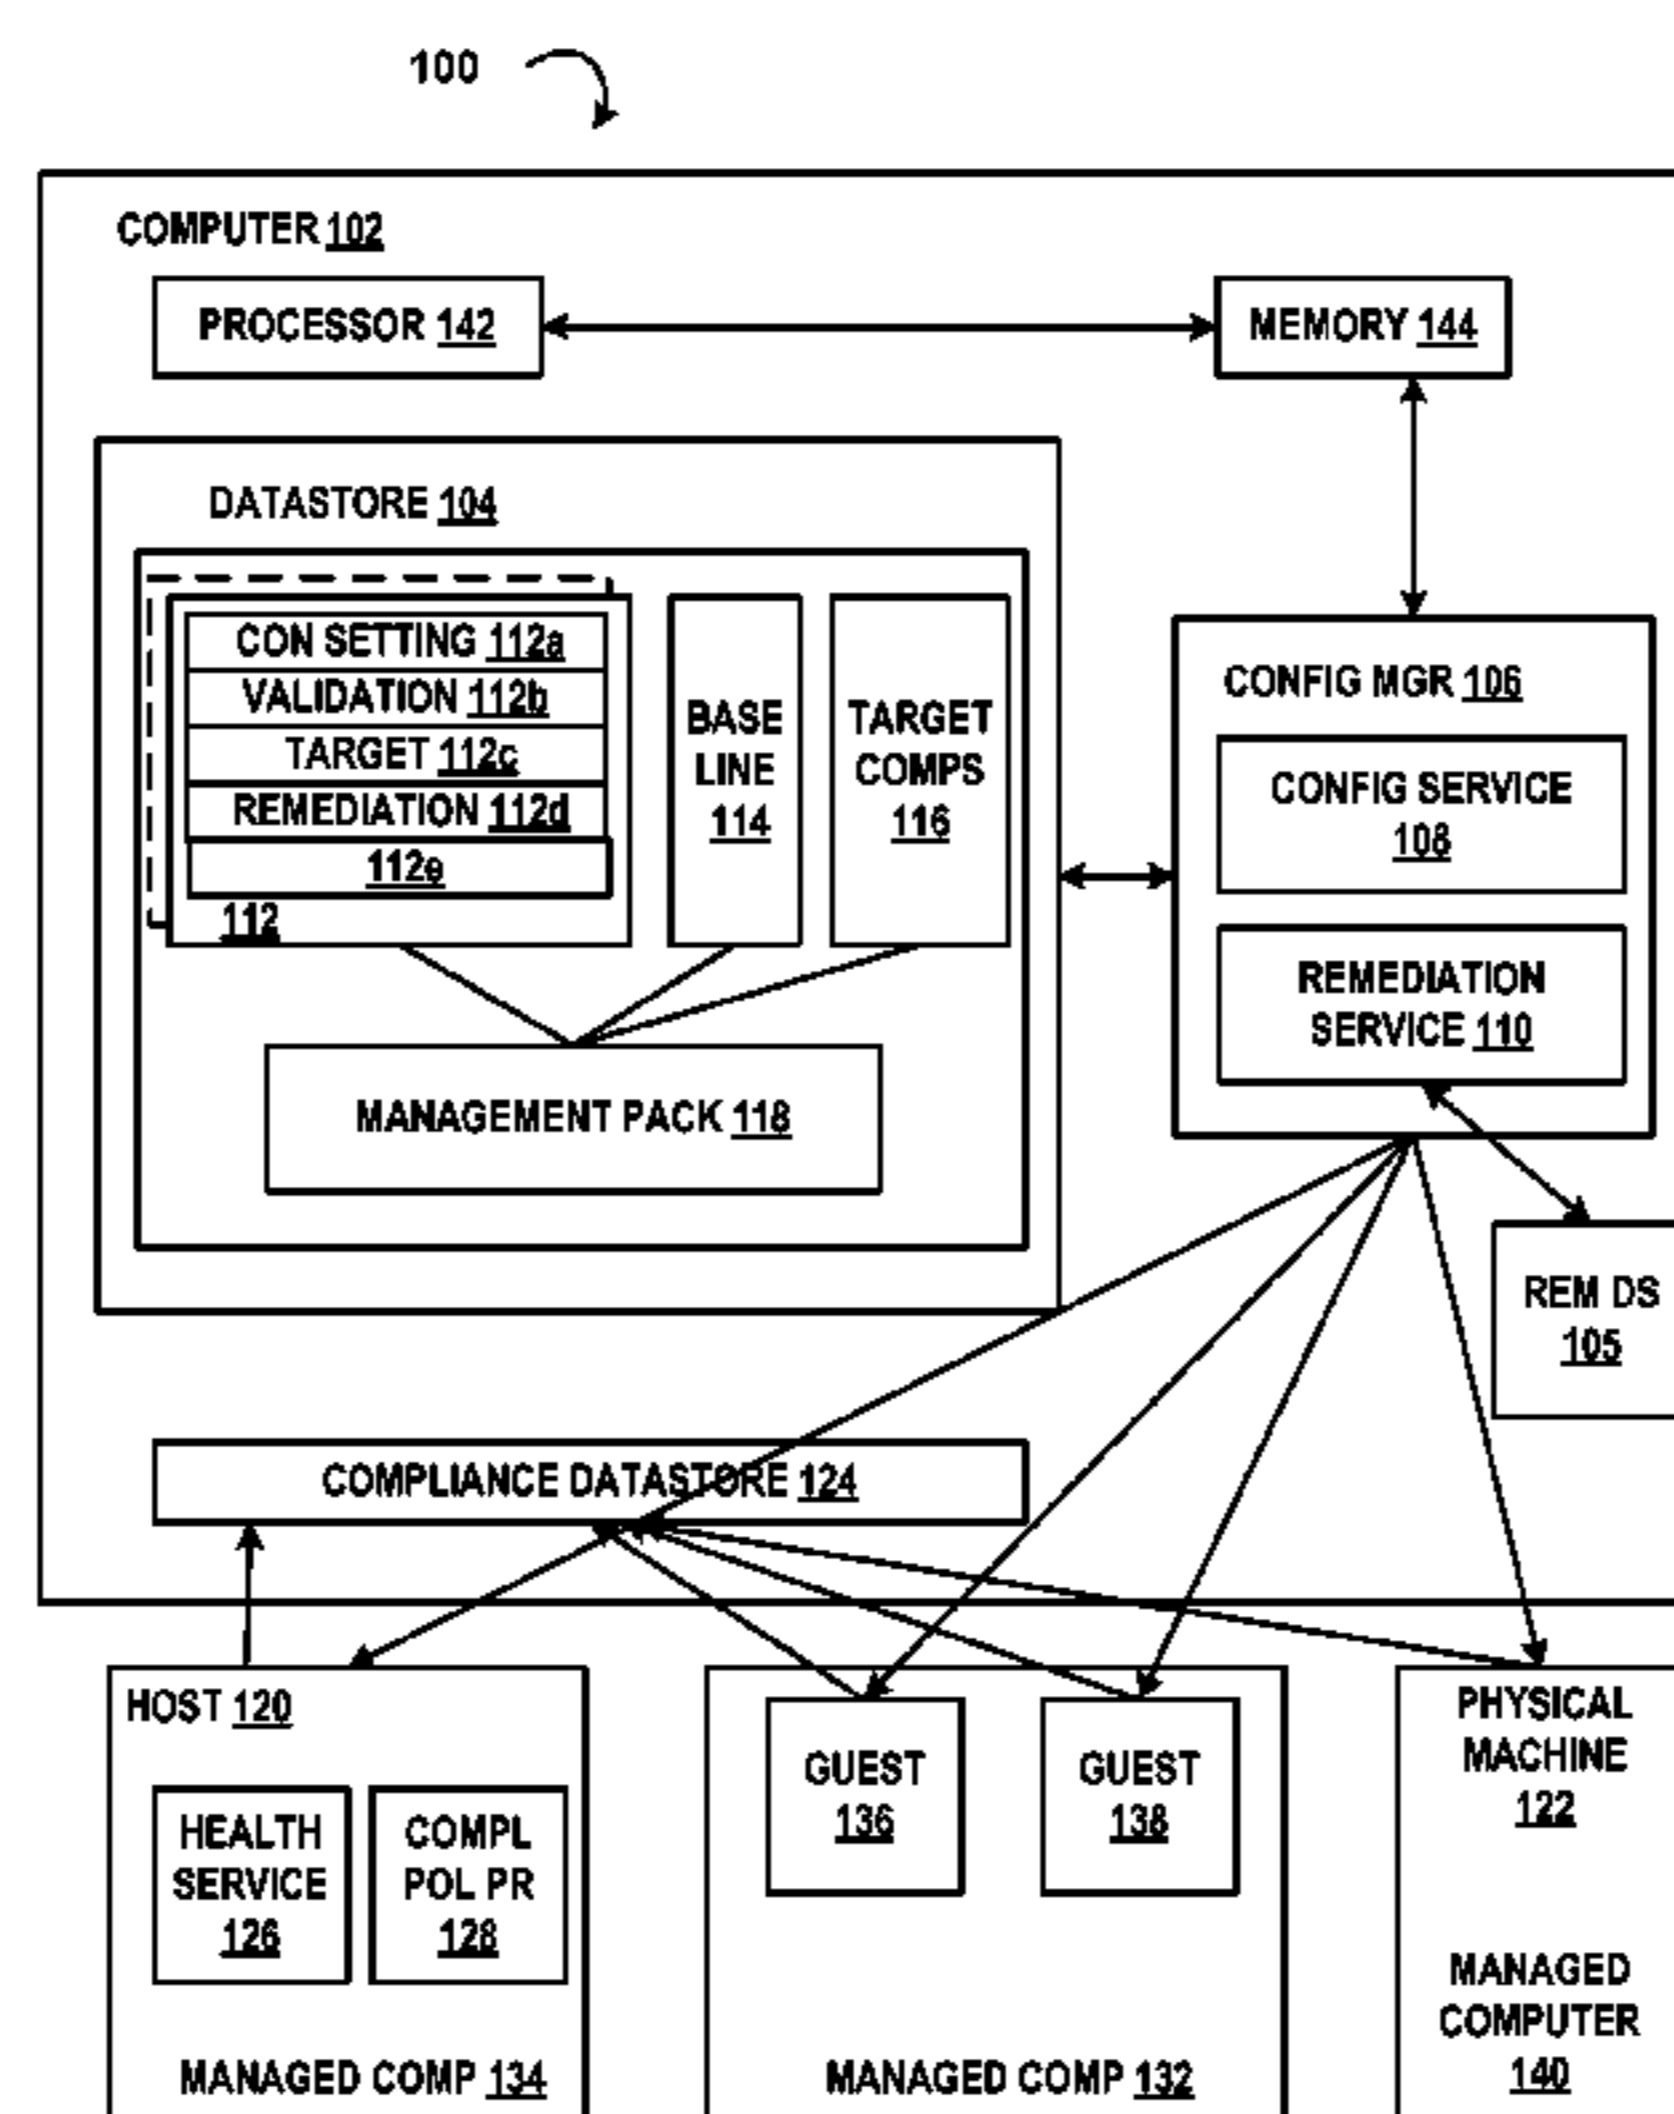 100
COMPUTER 102
PROCESSOR 142
MEMORY 144
DATASTORE 104
CON SETTING 112a
VALIDATION 112b
TARGET 112c
REMEDIATION 112d
112e
112
BASE
LINE
114
TARGET
COMPS
116
MANAGEMENT PACK 118
CONFIG MGR 106
CONFIG SERVICE
108
REMEDIATION
SERVICE 110
REM DS
105
COMPLIANCE DATASTORE 124
HOST 120
HEALTH
SERVICE
126
COMPL
POL PR
128
MANAGED COMP 134
GUEST
136
GUEST
138
MANAGED COMP 132
PHYSICAL
MACHINE
122
MANAGED
COMPUTER
140